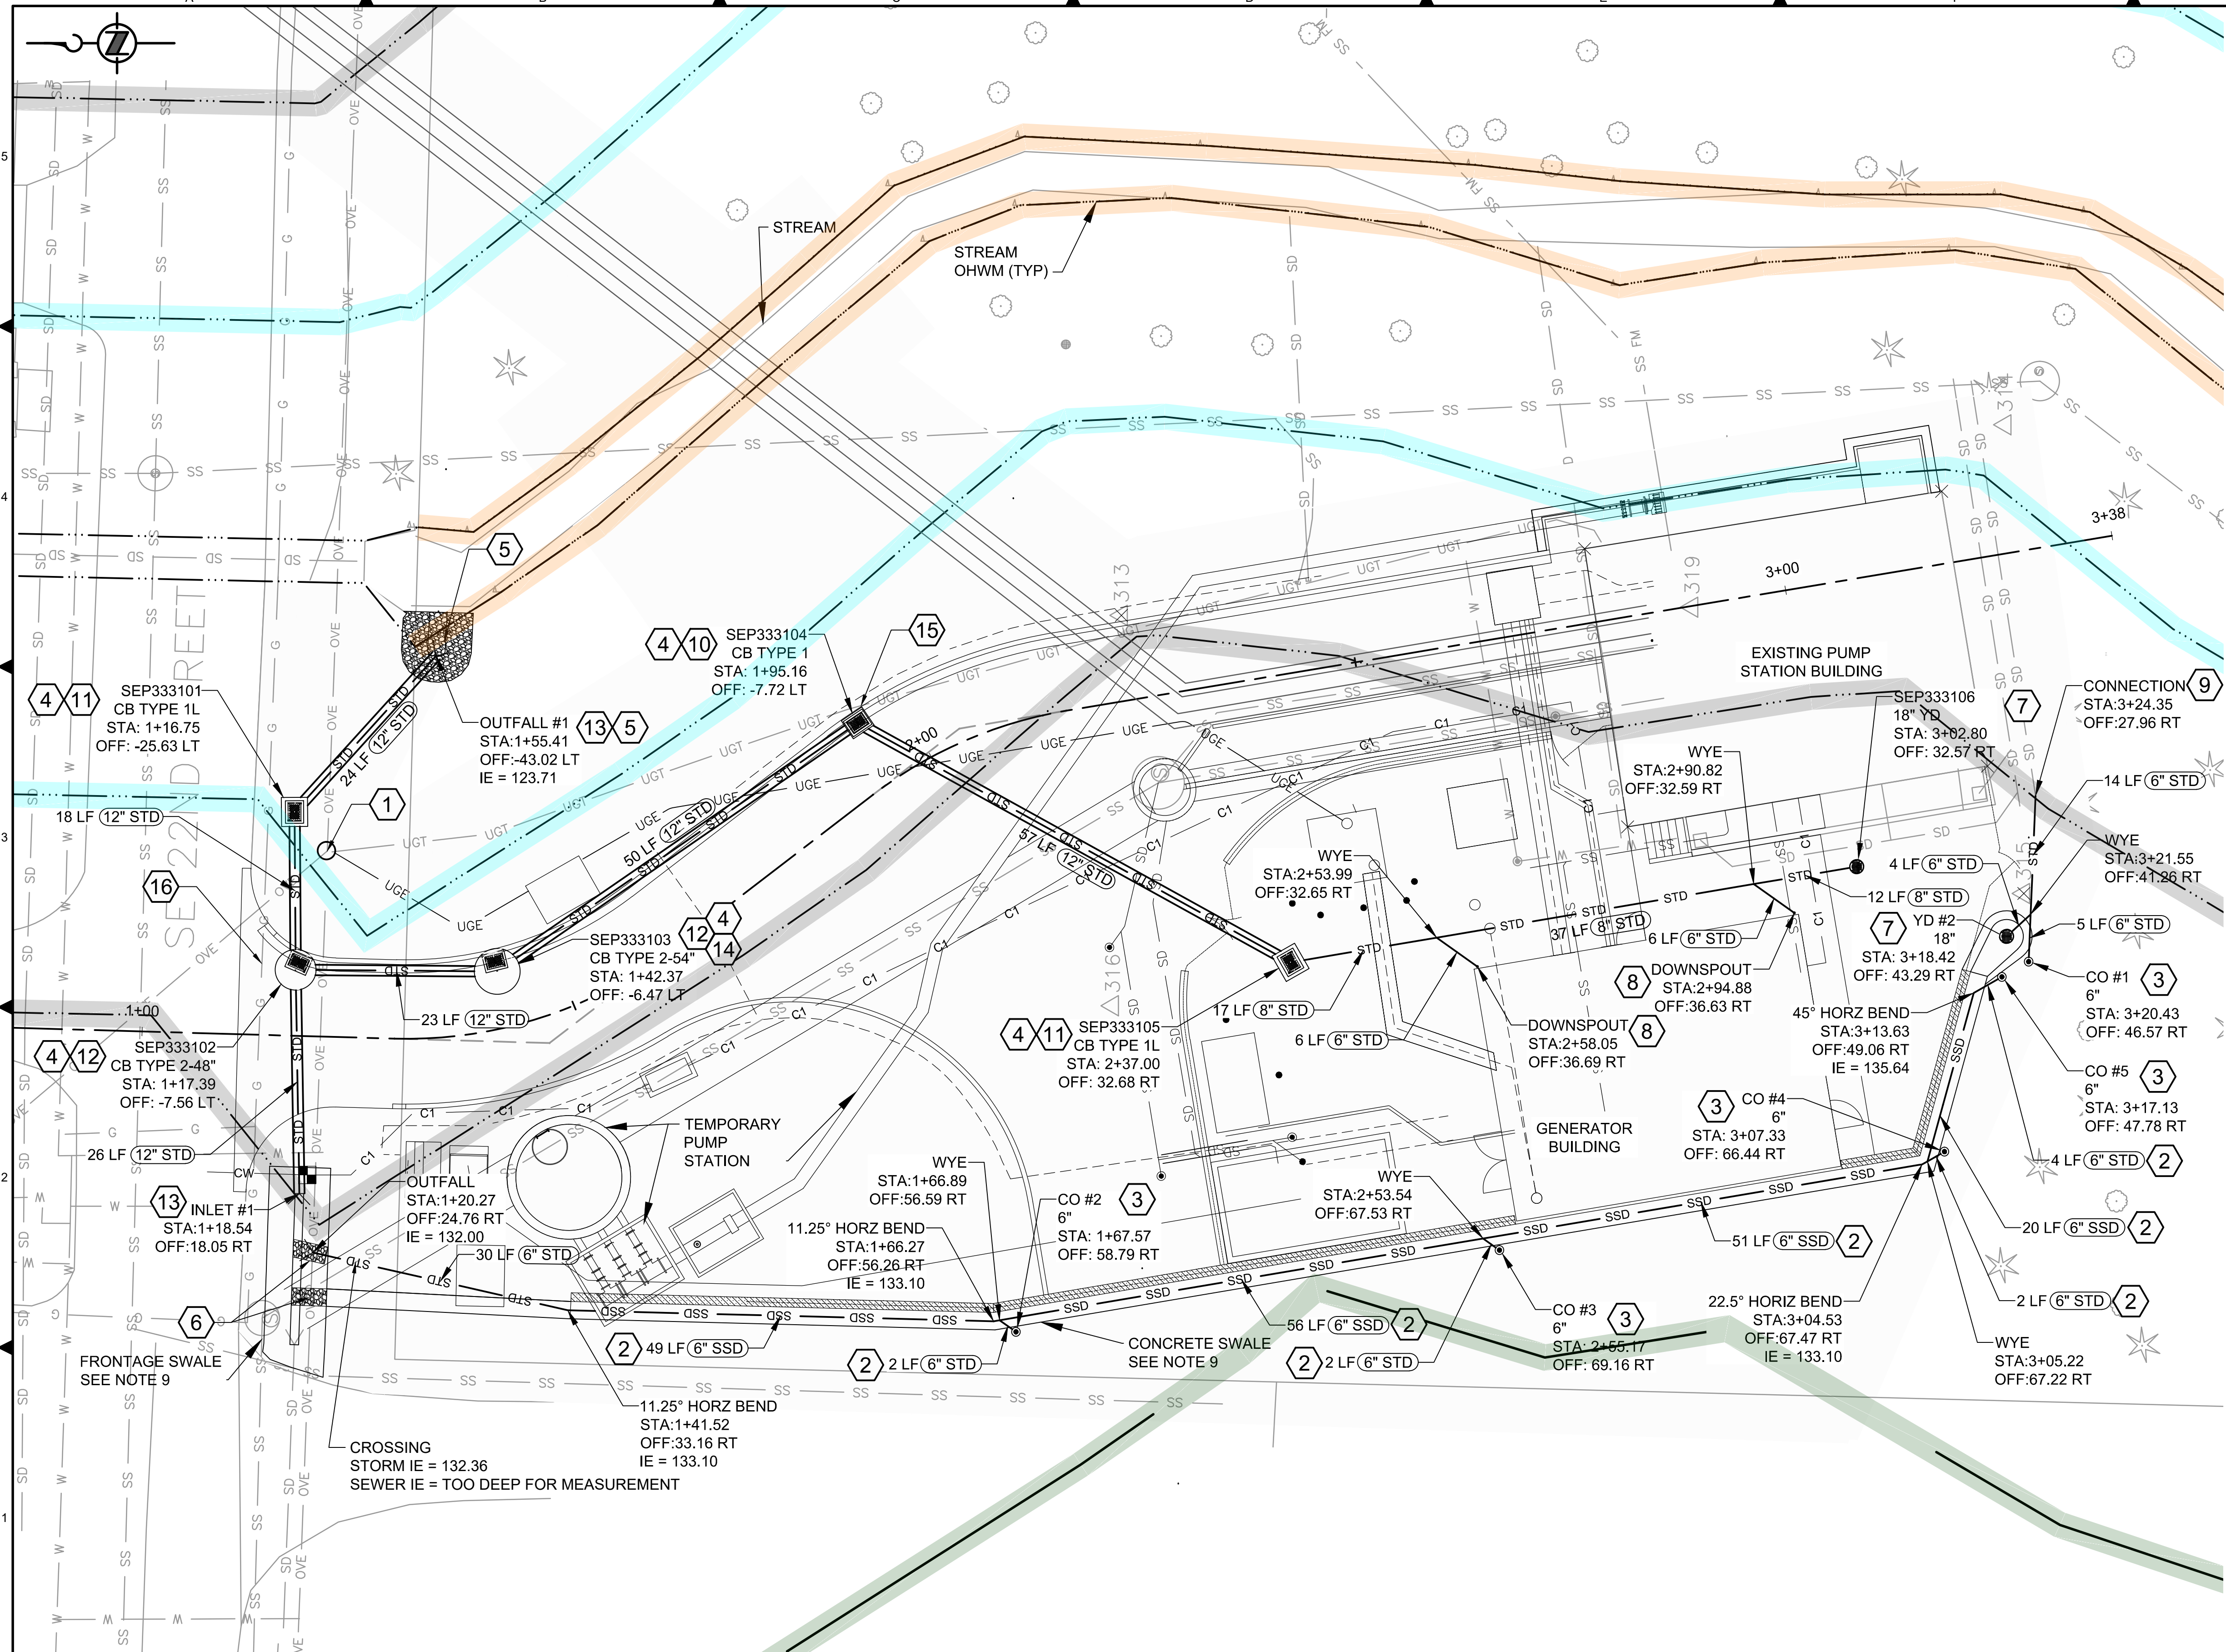 STREAM
STREAM
OHWM (TYP)
5
4
3
2
1
5
15
4 10 SEP333104
CB TYPE 1
STA: 1+95.16
OFF: -7.72 LT
4 11 SEP333101
CB TYPE 1L
STA: 1+16.75
OFF: -25.63 LT
OUTFALL #1 13 5
STA:1+55.41
OFF:-43.02 LT
IE = 123.71
24 LF (12" STD)
18 LF (12" STD)
1
16
50 LF (12" STD)
57 LF (12" STD)
2+00
3+00
3+38
1+00
313
319
316
315
314
EXISTING PUMP
STATION BUILDING
SEP333106
18" YD
STA: 3+02.80
OFF: 32.57 RT
7
CONNECTION 9
STA:3+24.35
OFF:27.96 RT
14 LF (6" STD)
WYE
STA:2+90.82
OFF:32.59 RT
WYE
STA:2+53.99
OFF:32.65 RT
WYE
STA:3+21.55
OFF:41.26 RT
4 LF (6" STD)
12 LF (8" STD)
5 LF (6" STD)
37 LF (8" STD)
6 LF (6" STD)
7 YD #2
18"
STA: 3+18.42
OFF: 43.29 RT
8 DOWNSPOUT
STA:2+94.88
OFF:36.63 RT
CO #1 3
6"
STA: 3+20.43
OFF: 46.57 RT
SEP333103 12 4 14
CB TYPE 2-54"
STA: 1+42.37
OFF: -6.47 LT
23 LF (12" STD)
17 LF (8" STD)
6 LF (6" STD)
4 11 SEP333105
CB TYPE 1L
STA: 2+37.00
OFF: 32.68 RT
DOWNSPOUT 8
STA:2+58.05
OFF:36.69 RT
45° HORZ BEND
STA:3+13.63
OFF:49.06 RT
IE = 135.64
CO #5 3
6"
STA: 3+17.13
OFF: 47.78 RT
4 12 SEP333102
CB TYPE 2-48"
STA: 1+17.39
OFF: -7.56 LT
26 LF (12" STD)
3 CO #4
6"
STA: 3+07.33
OFF: 66.44 RT
4 LF (6" STD) 2
TEMPORARY
PUMP
STATION
GENERATOR
BUILDING
13 INLET #1
STA:1+18.54
OFF:18.05 RT
OUTFALL
STA:1+20.27
OFF:24.76 RT
IE = 132.00
30 LF (6" STD)
WYE
STA:1+66.89
OFF:56.59 RT
CO #2 3
6"
STA: 1+67.57
OFF: 58.79 RT
11.25° HORZ BEND
STA:1+66.27
OFF:56.26 RT
IE = 133.10
WYE
STA:2+53.54
OFF:67.53 RT
51 LF (6" SSD) 2
20 LF (6" SSD) 2
6
FRONTAGE SWALE
SEE NOTE 9
2 49 LF (6" SSD)
2 2 LF (6" STD)
CONCRETE SWALE
SEE NOTE 9
56 LF (6" SSD) 2
2 2 LF (6" STD)
CO #3 3
6"
STA: 2+55.17
OFF: 69.16 RT
22.5° HORIZ BEND
STA:3+04.53
OFF:67.47 RT
IE = 133.10
2 LF (6" STD) 2
WYE
STA:3+05.22
OFF:67.22 RT
11.25° HORZ BEND
STA:1+41.52
OFF:33.16 RT
IE = 133.10
CROSSING
STORM IE = 132.36
SEWER IE = TOO DEEP FOR MEASUREMENT